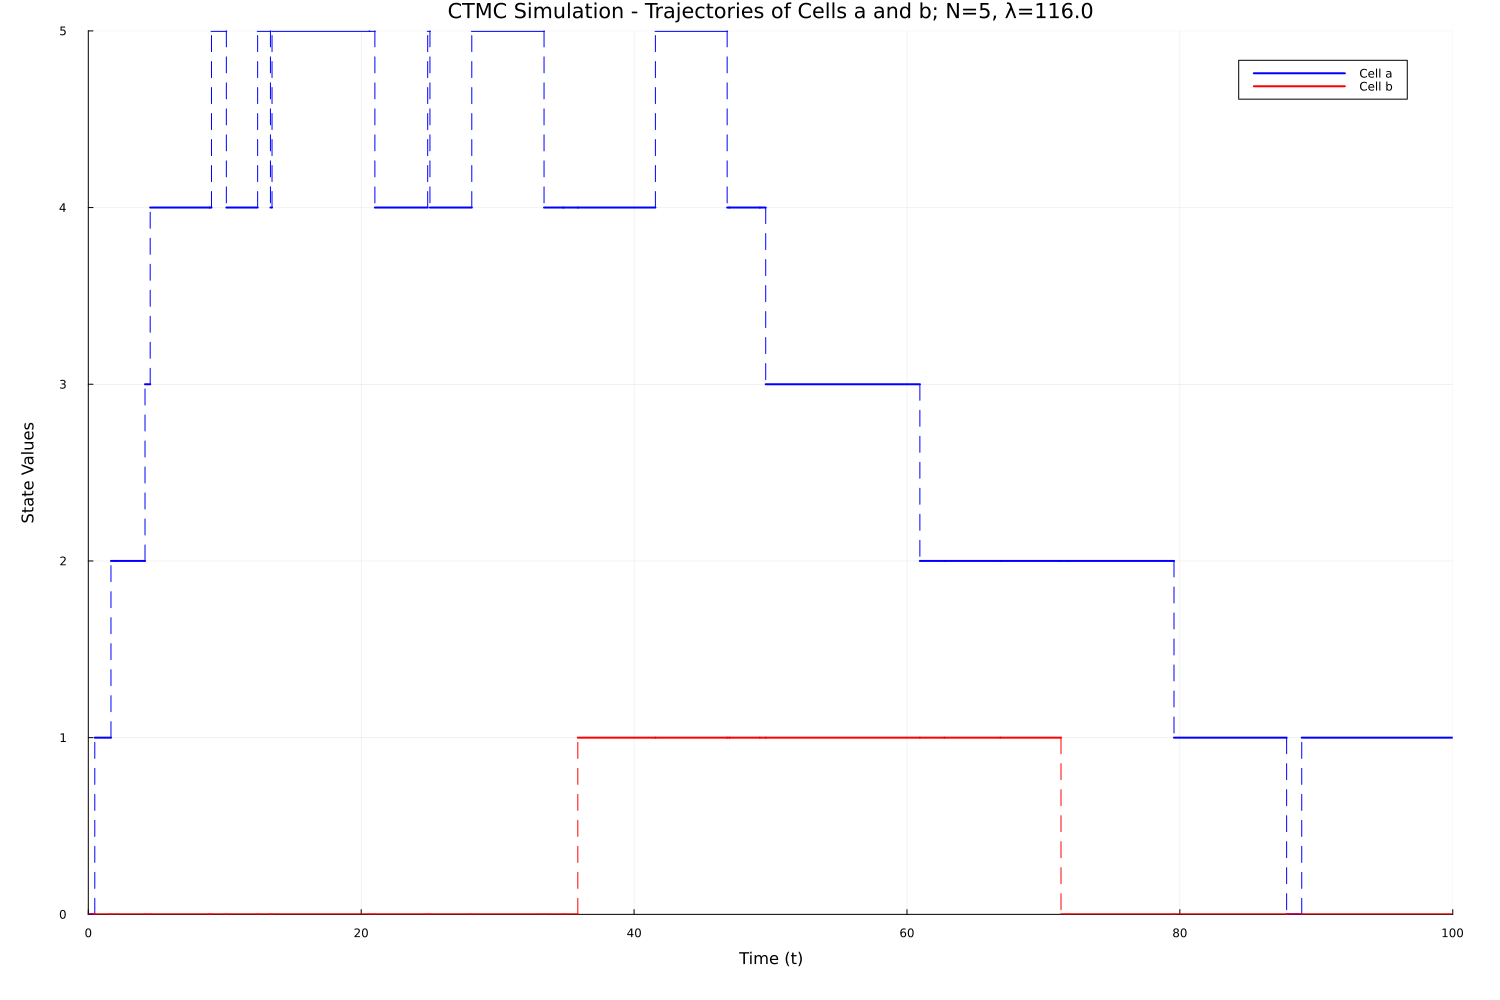 CTMC Simulation - Trajectories of Cells a and b; N=5, λ=116.0
Cell a
Cell b
State Values
5
4
3
2
1
0
0 20 40 60 80 100
Time (t)